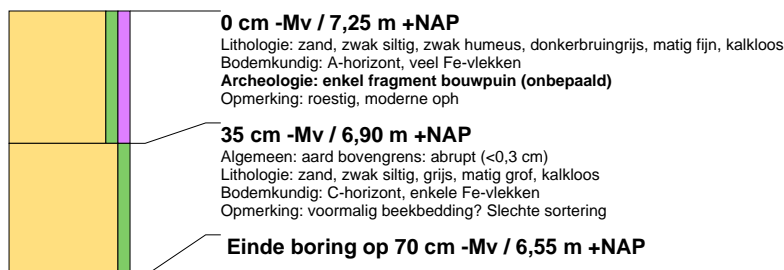 0 cm -Mv / 7,25 m +NAP
Lithologie: zand, zwak siltig, zwak humeus, donkerbruingrijs, matig fijn, kalkloos
Bodemkundig: A-horizont, veel Fe-vlekken
Archeologie: enkel fragment bouwpuin (onbepaald)
Opmerking: roestig, moderne oph
35 cm -Mv / 6,90 m +NAP
Algemeen: aard bovengrens: abrupt (<0,3 cm)
Lithologie: zand, zwak siltig, grijs, matig grof, kalkloos
Bodemkundig: C-horizont, enkele Fe-vlekken
Opmerking: voormalig beekbedding? Slechte sortering
Einde boring op 70 cm -Mv / 6,55 m +NAP